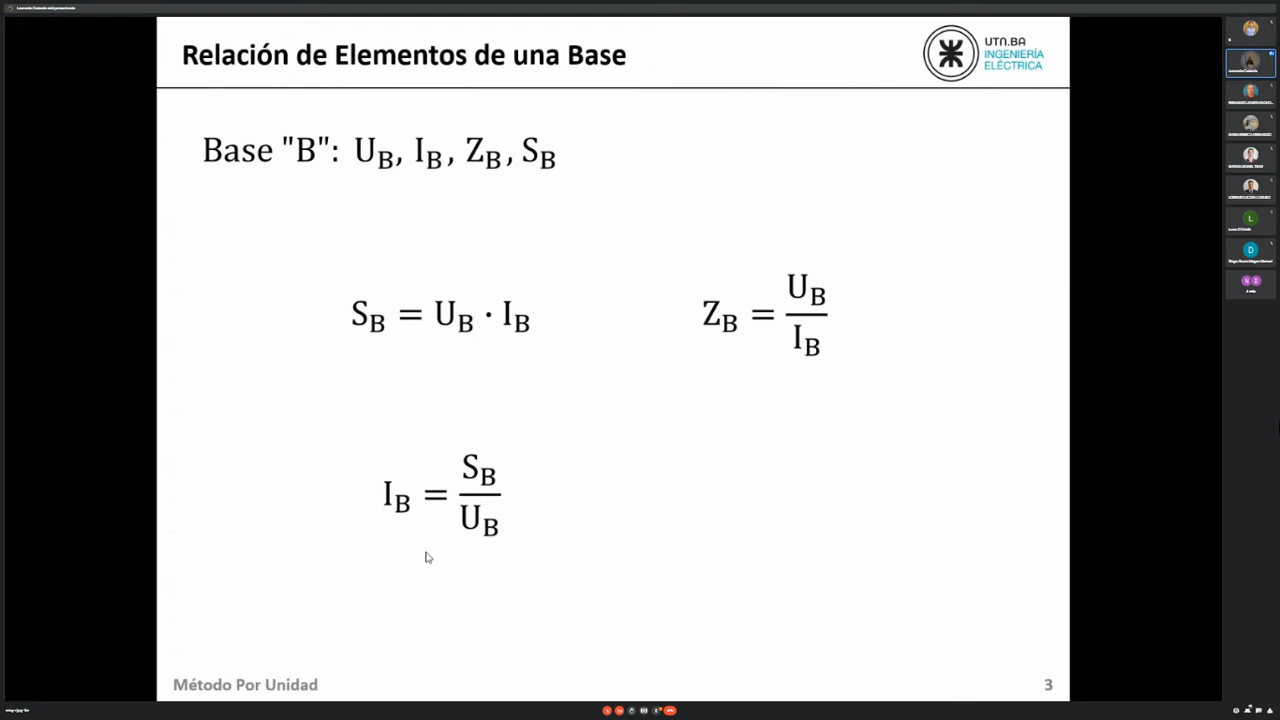 Relación de Elementos de una Base
UTN.BA
INGENIERÍA
ELÉCTRICA
Base "B": U_B, I_B, Z_B, S_B
S_B = U_B · I_B
Z_B = U_B / I_B
I_B = S_B / U_B
Método Por Unidad
3
L
D
N D